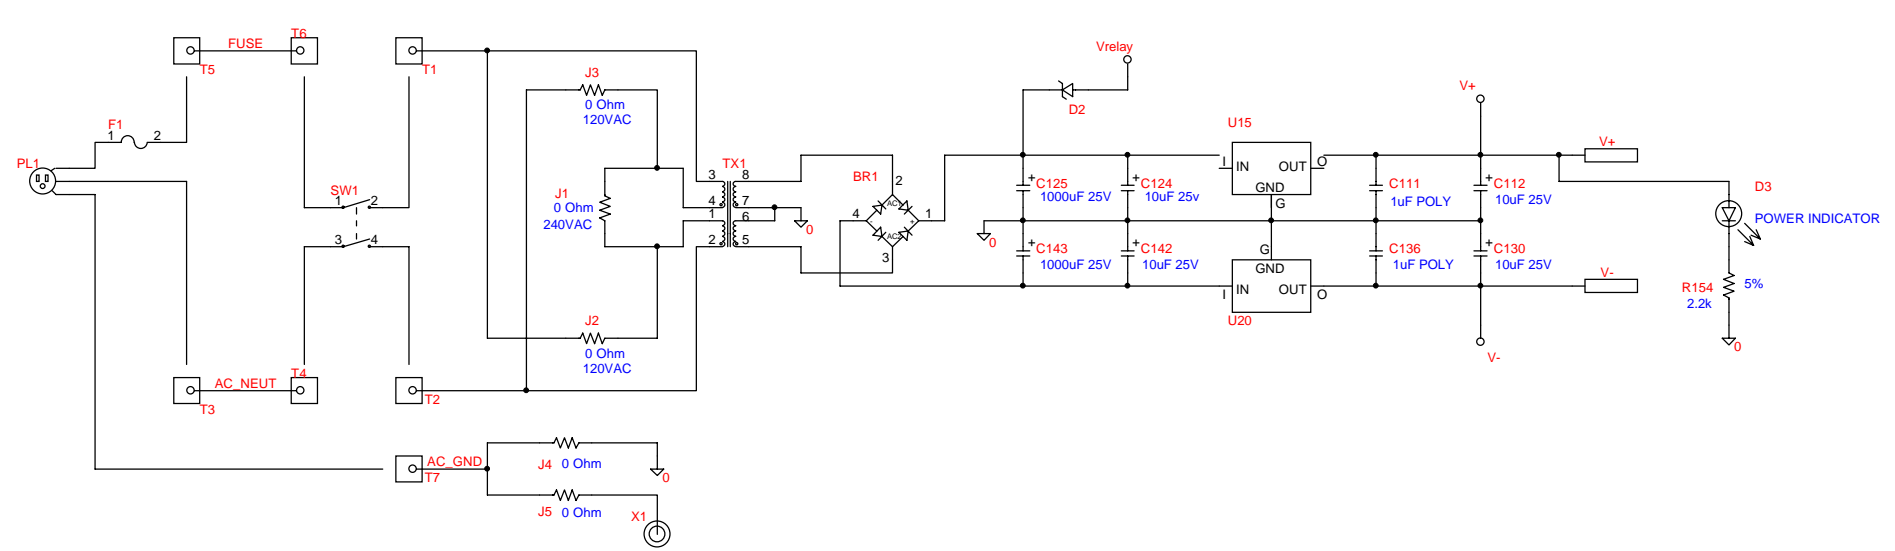 FUSE
T5
T6
T1
F1
1
2
PL1
SW1
1
2
3
4
AC_NEUT
T3
T4
T2
AC_GND
T7
J3
0 Ohm
120VAC
J1
0 Ohm
240VAC
J2
0 Ohm
120VAC
J4
0 Ohm
0
J5
0 Ohm
X1
TX1
3
8
4
7
1
6
2
5
0
BR1
2
4
1
3
AC1
AC2
-
+
Vrelay
D2
+
C125
1000uF 25V
+
C124
10uF 25v
0
+
C143
1000uF 25V
+
C142
10uF 25V
U15
I
IN
OUT
O
GND
G
G
GND
I
IN
OUT
O
U20
C111
1uF POLY
+
C112
10uF 25V
C136
1uF POLY
+
C130
10uF 25V
V+
V+
V-
V-
D3
POWER INDICATOR
R154
5%
2.2k
0